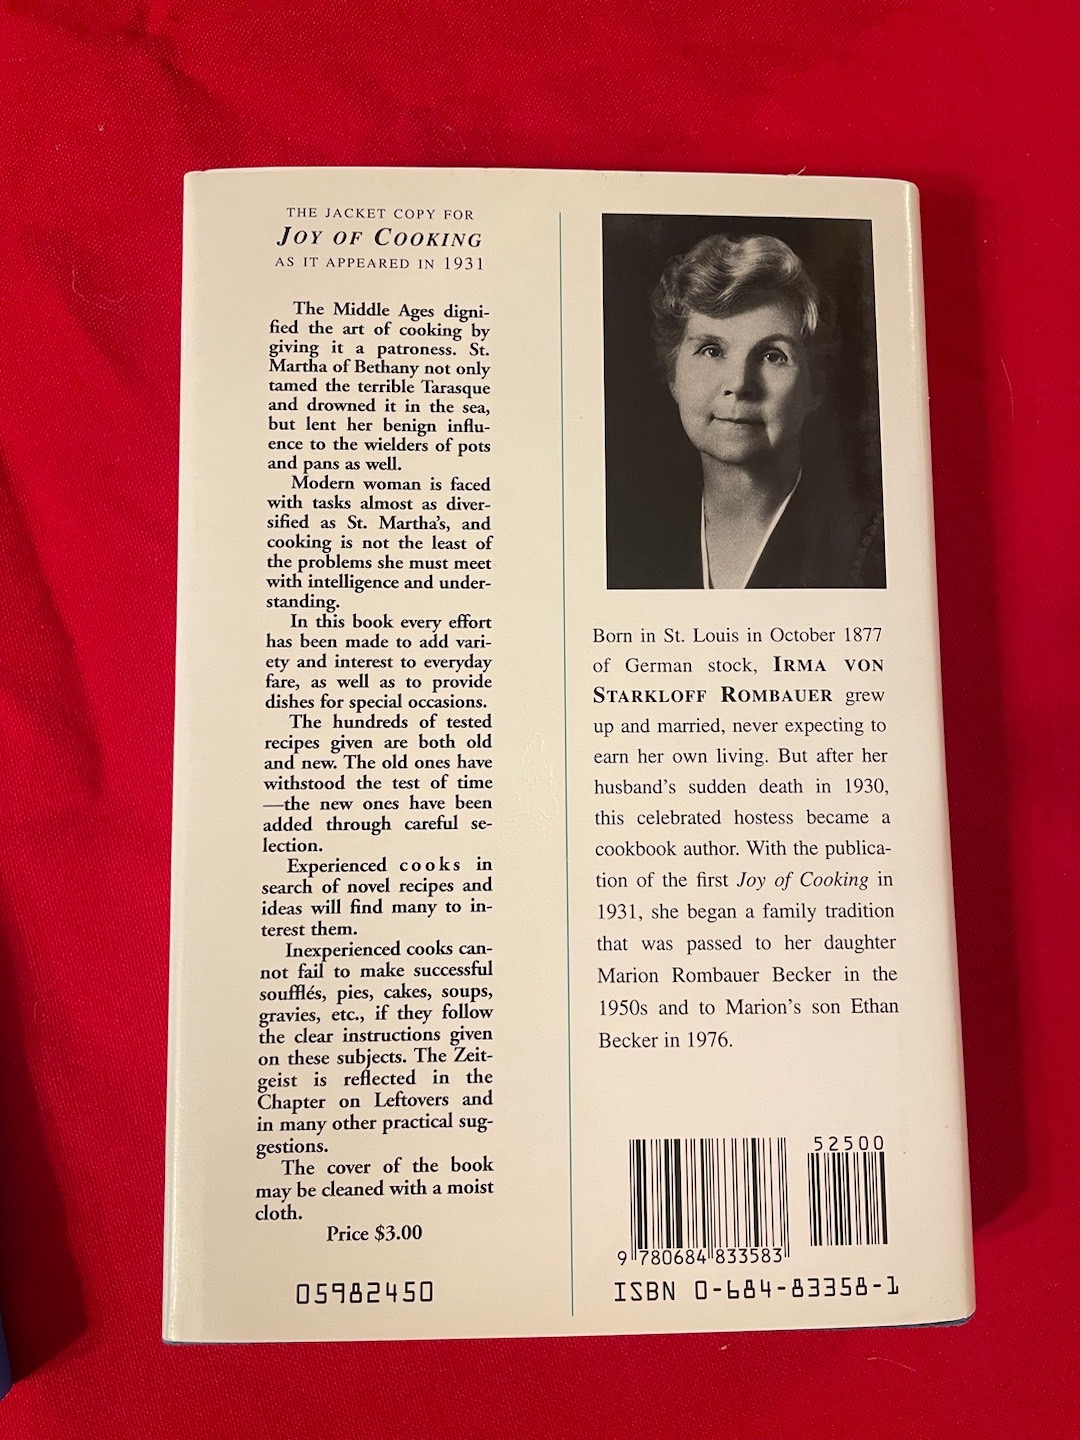 THE JACKET COPY FOR
JOY OF COOKING
AS IT APPEARED IN 1931
The Middle Ages digni-
fied the art of cooking by
giving it a patroness. St.
Martha of Bethany not only
tamed the terrible Tarasque
and drowned it in the sea,
but lent her benign influ-
ence to the wielders of pots
and pans as well.
Modern woman is faced
with tasks almost as diver-
sified as St. Martha's, and
cooking is not the least of
the problems she must meet
with intelligence and under-
standing.
In this book every effort
has been made to add vari-
ety and interest to everyday
fare, as well as to provide
dishes for special occasions.
The hundreds of tested
recipes given are both old
and new. The old ones have
withstood the test of time
—the new ones have been
added through careful se-
lection.
Experienced cooks in
search of novel recipes and
ideas will find many to in-
terest them.
Inexperienced cooks can-
not fail to make successful
soufflés, pies, cakes, soups,
gravies, etc., if they follow
the clear instructions given
on these subjects. The Zeit-
geist is reflected in the
Chapter on Leftovers and
in many other practical sug-
gestions.
The cover of the book
may be cleaned with a moist
cloth.
Price $3.00
05982450
Born in St. Louis in October 1877
of German stock, IRMA VON
STARKLOFF ROMBAUER grew
up and married, never expecting to
earn her own living. But after her
husband's sudden death in 1930,
this celebrated hostess became a
cookbook author. With the publica-
tion of the first Joy of Cooking in
1931, she began a family tradition
that was passed to her daughter
Marion Rombauer Becker in the
1950s and to Marion's son Ethan
Becker in 1976.
52500
9 780684 833583
ISBN 0-684-83358-1